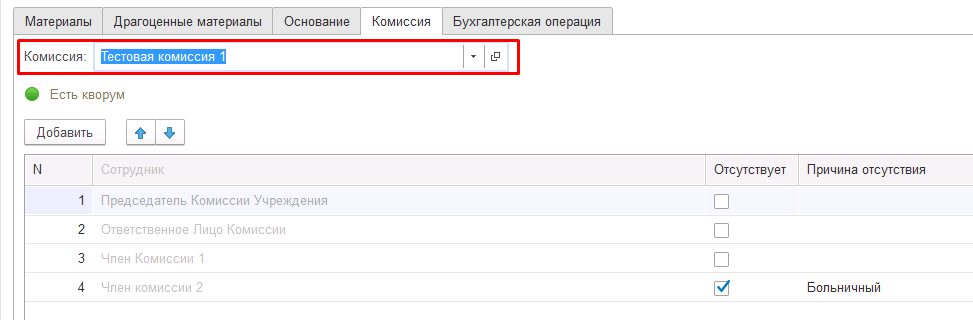 Материалы Драгоценные материалы Основание Комиссия Бухгалтерская операция
Комиссия: Тестовая комиссия 1
Есть кворум
Добавить
N Сотрудник Отсутствует Причина отсутствия
1 Председатель Комиссии Учреждения
2 Ответственное Лицо Комиссии
3 Член Комиссии 1
4 Член комиссии 2 Больничный